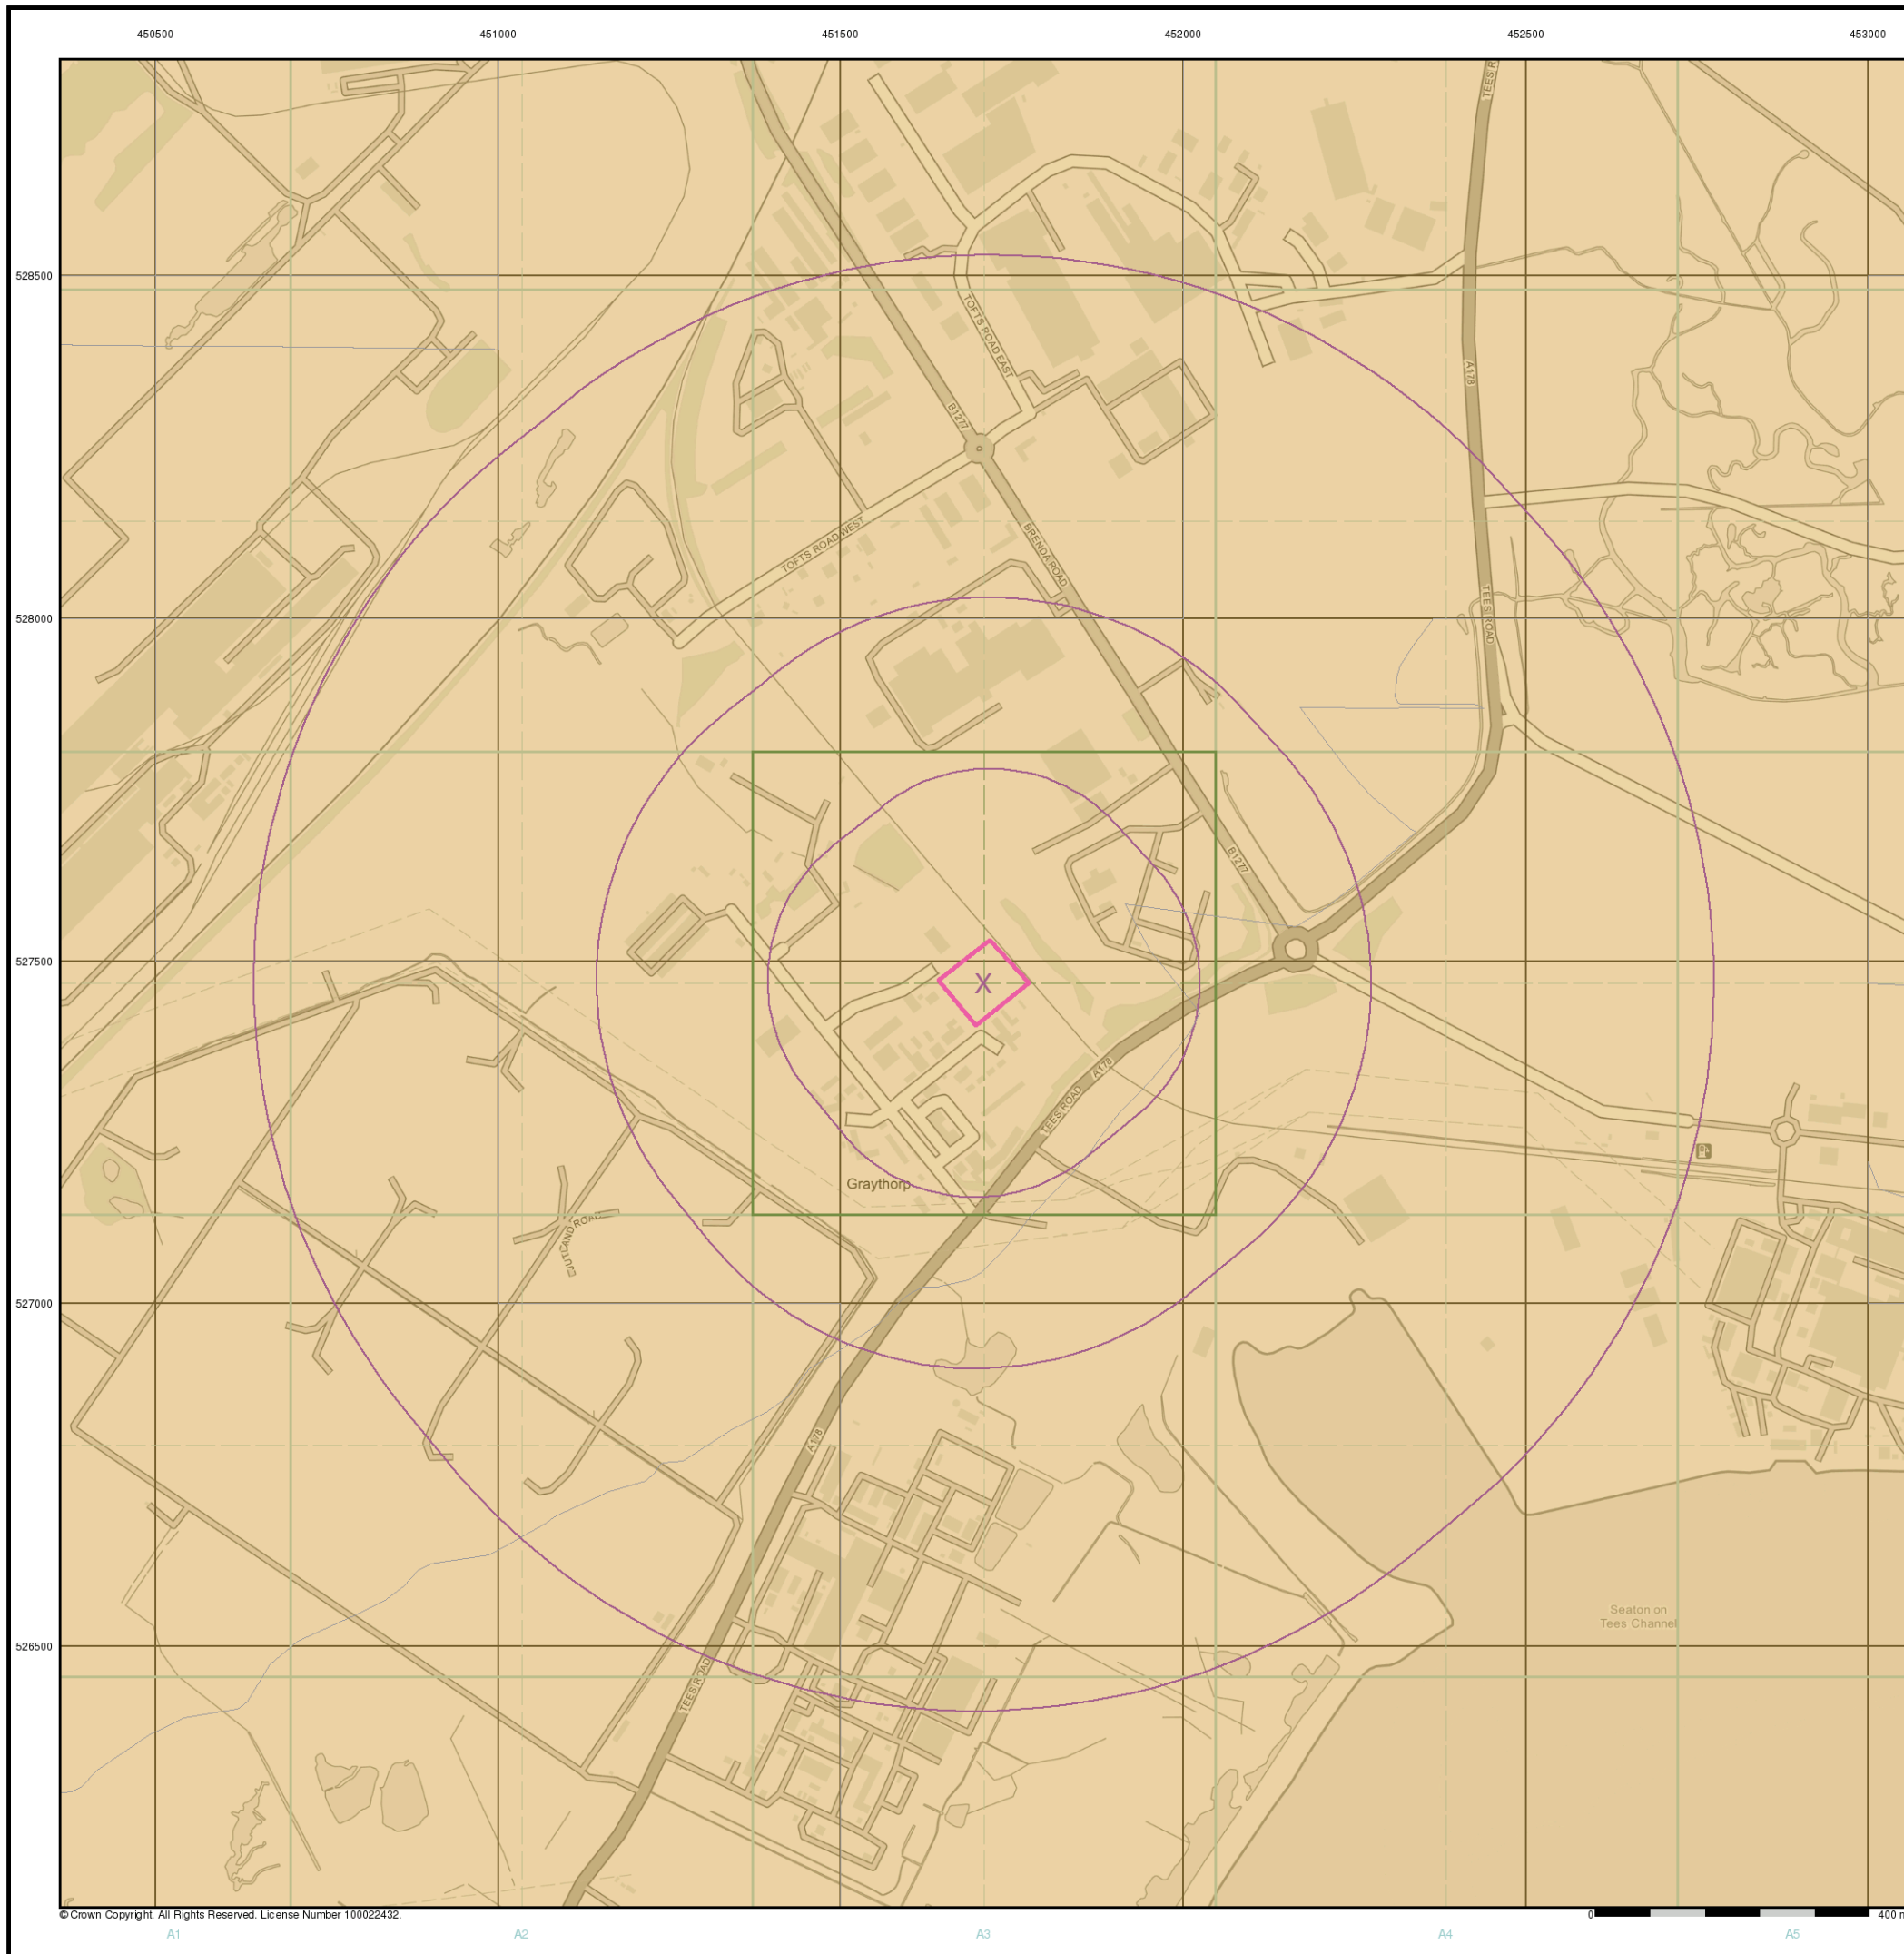 450500 451000 451500 452000 452500 453000
TEES R
528500
TOFTS ROAD EAST
A178
B1277
TOFTS ROAD WEST
BRENDA ROAD
528000
TEES ROAD
B1277
527500
X
A178
TEES ROAD
Graythorp
JUTLAND ROAD
527000
A178
Seaton on
Tees Channel
526500
TEES ROAD
© Crown Copyright. All Rights Reserved. License Number 100022432.
0 400 m
A1 A2 A3 A4 A5